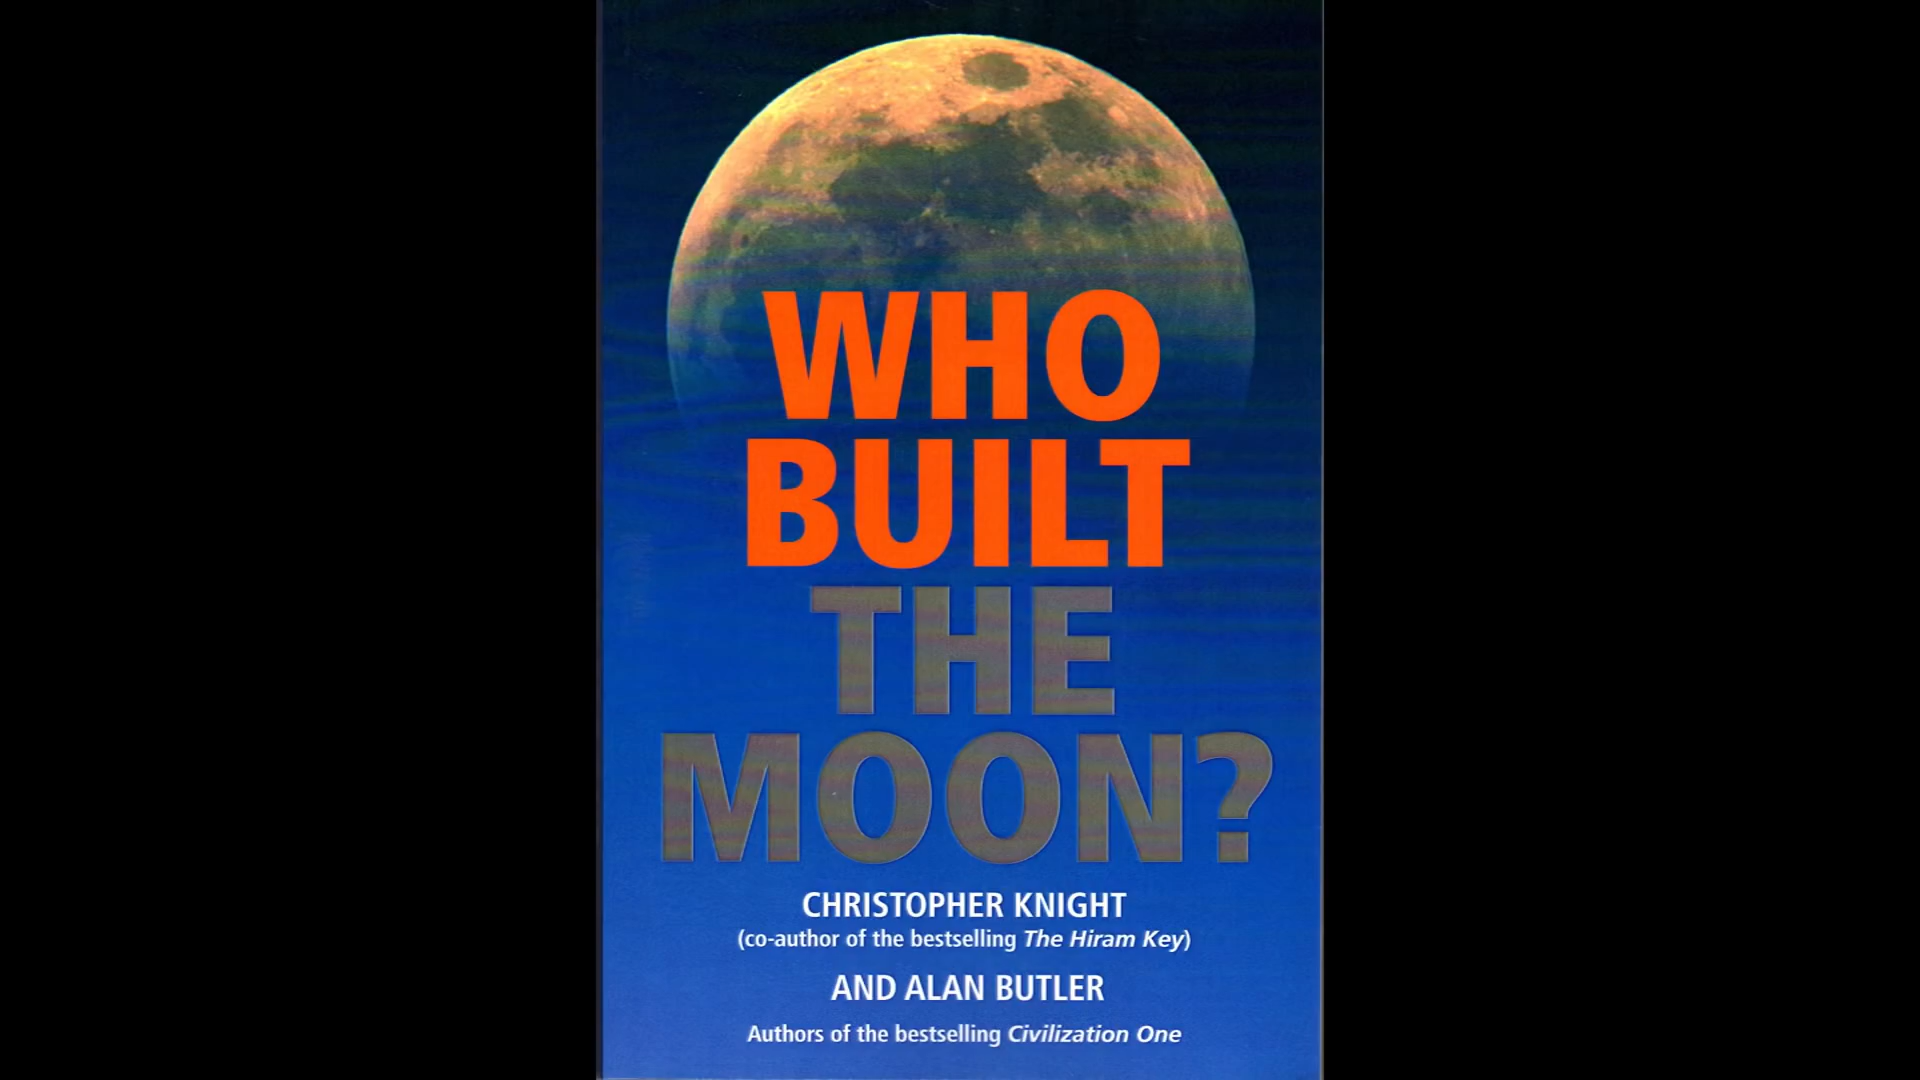 WHO
BUILT
THE
MOON?
CHRISTOPHER KNIGHT
(co-author of the bestselling The Hiram Key)
AND ALAN BUTLER
Authors of the bestselling Civilization One